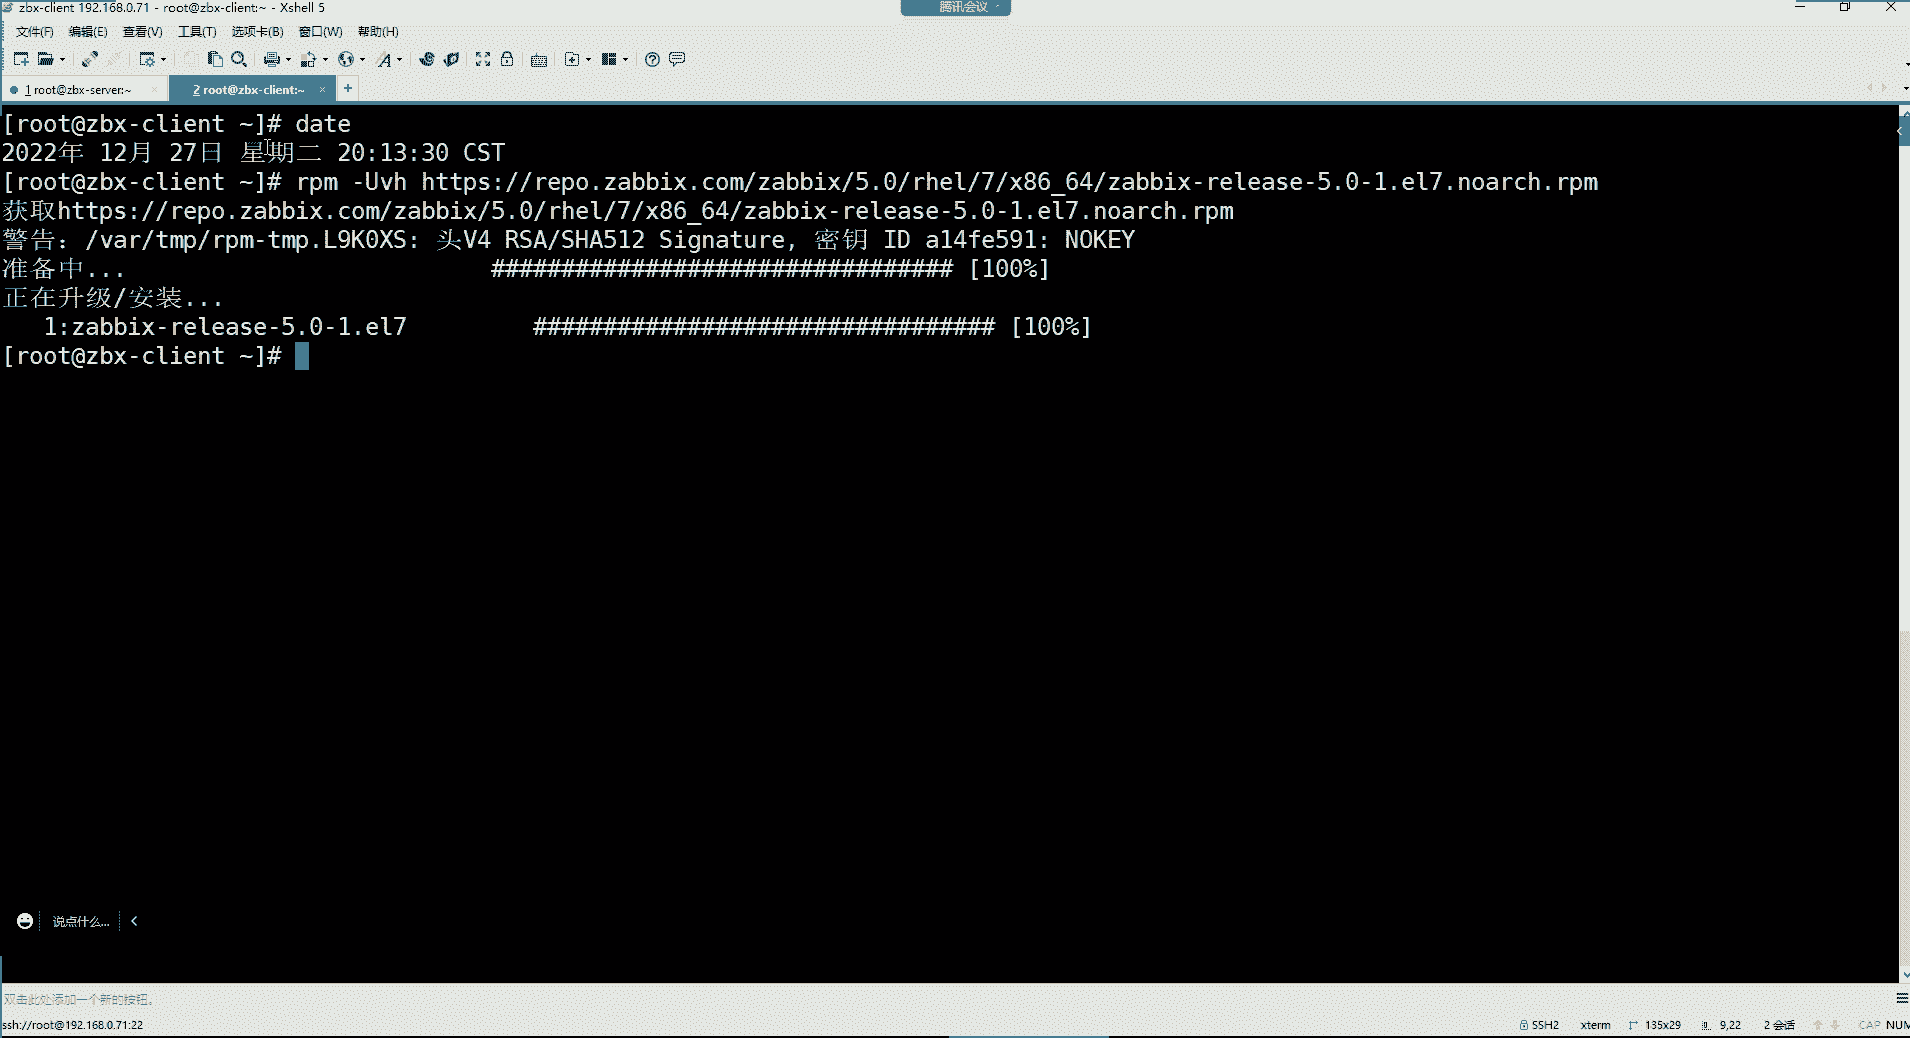 zbx-client 192.168.0.71 - root@zbx-client:~ - Xshell 5
腾讯会议
文件(F) 编辑(E) 查看(V) 工具(T) 选项卡(B) 窗口(W) 帮助(H)
1 root@zbx-server:~ 2 root@zbx-client:~
[root@zbx-client ~]# date
2022年 12月 27日 星期二 20:13:30 CST
[root@zbx-client ~]# rpm -Uvh https://repo.zabbix.com/zabbix/5.0/rhel/7/x86_64/zabbix-release-5.0-1.el7.noarch.rpm
获取https://repo.zabbix.com/zabbix/5.0/rhel/7/x86_64/zabbix-release-5.0-1.el7.noarch.rpm
警告：/var/tmp/rpm-tmp.L9K0XS: 头V4 RSA/SHA512 Signature, 密钥 ID a14fe591: NOKEY
准备中... ################################# [100%]
正在升级/安装...
1:zabbix-release-5.0-1.el7 ################################# [100%]
[root@zbx-client ~]#
说点什么...
双击此处添加一个新的按钮。
ssh://root@192.168.0.71:22 SSH2 xterm 135x29 9,22 2 会话 CAP NUM